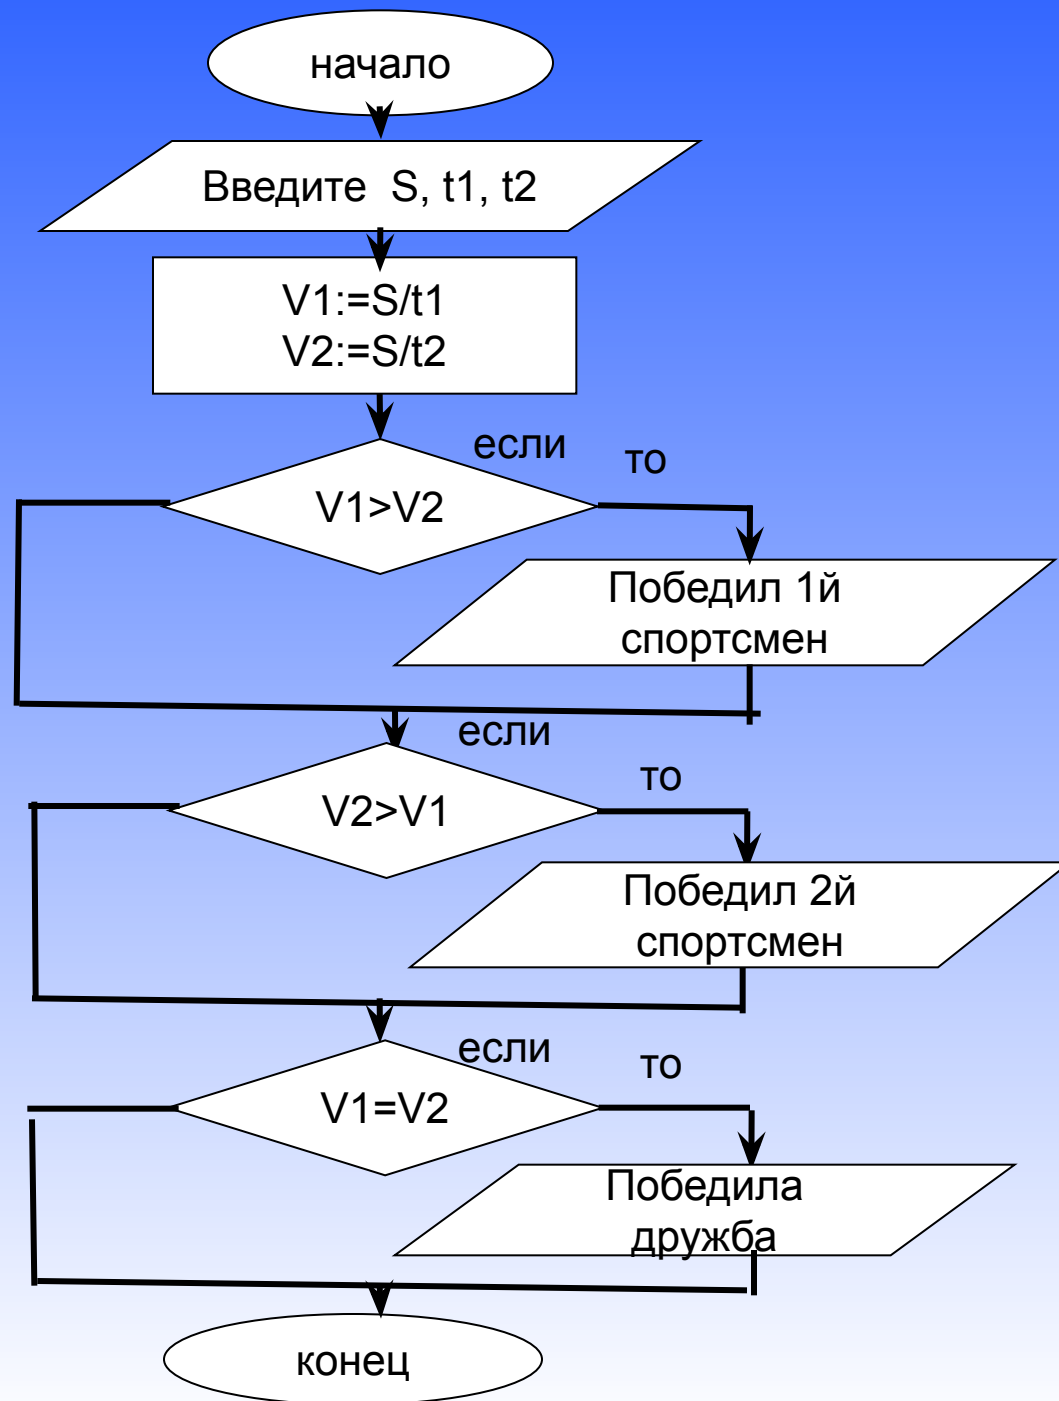 начало
Введите S, t1, t2
V1:=S/t1
V2:=S/t2
если
то
V1>V2
Победил 1й
спортсмен
если
то
V2>V1
Победил 2й
спортсмен
если
то
V1=V2
Победила
дружба
конец